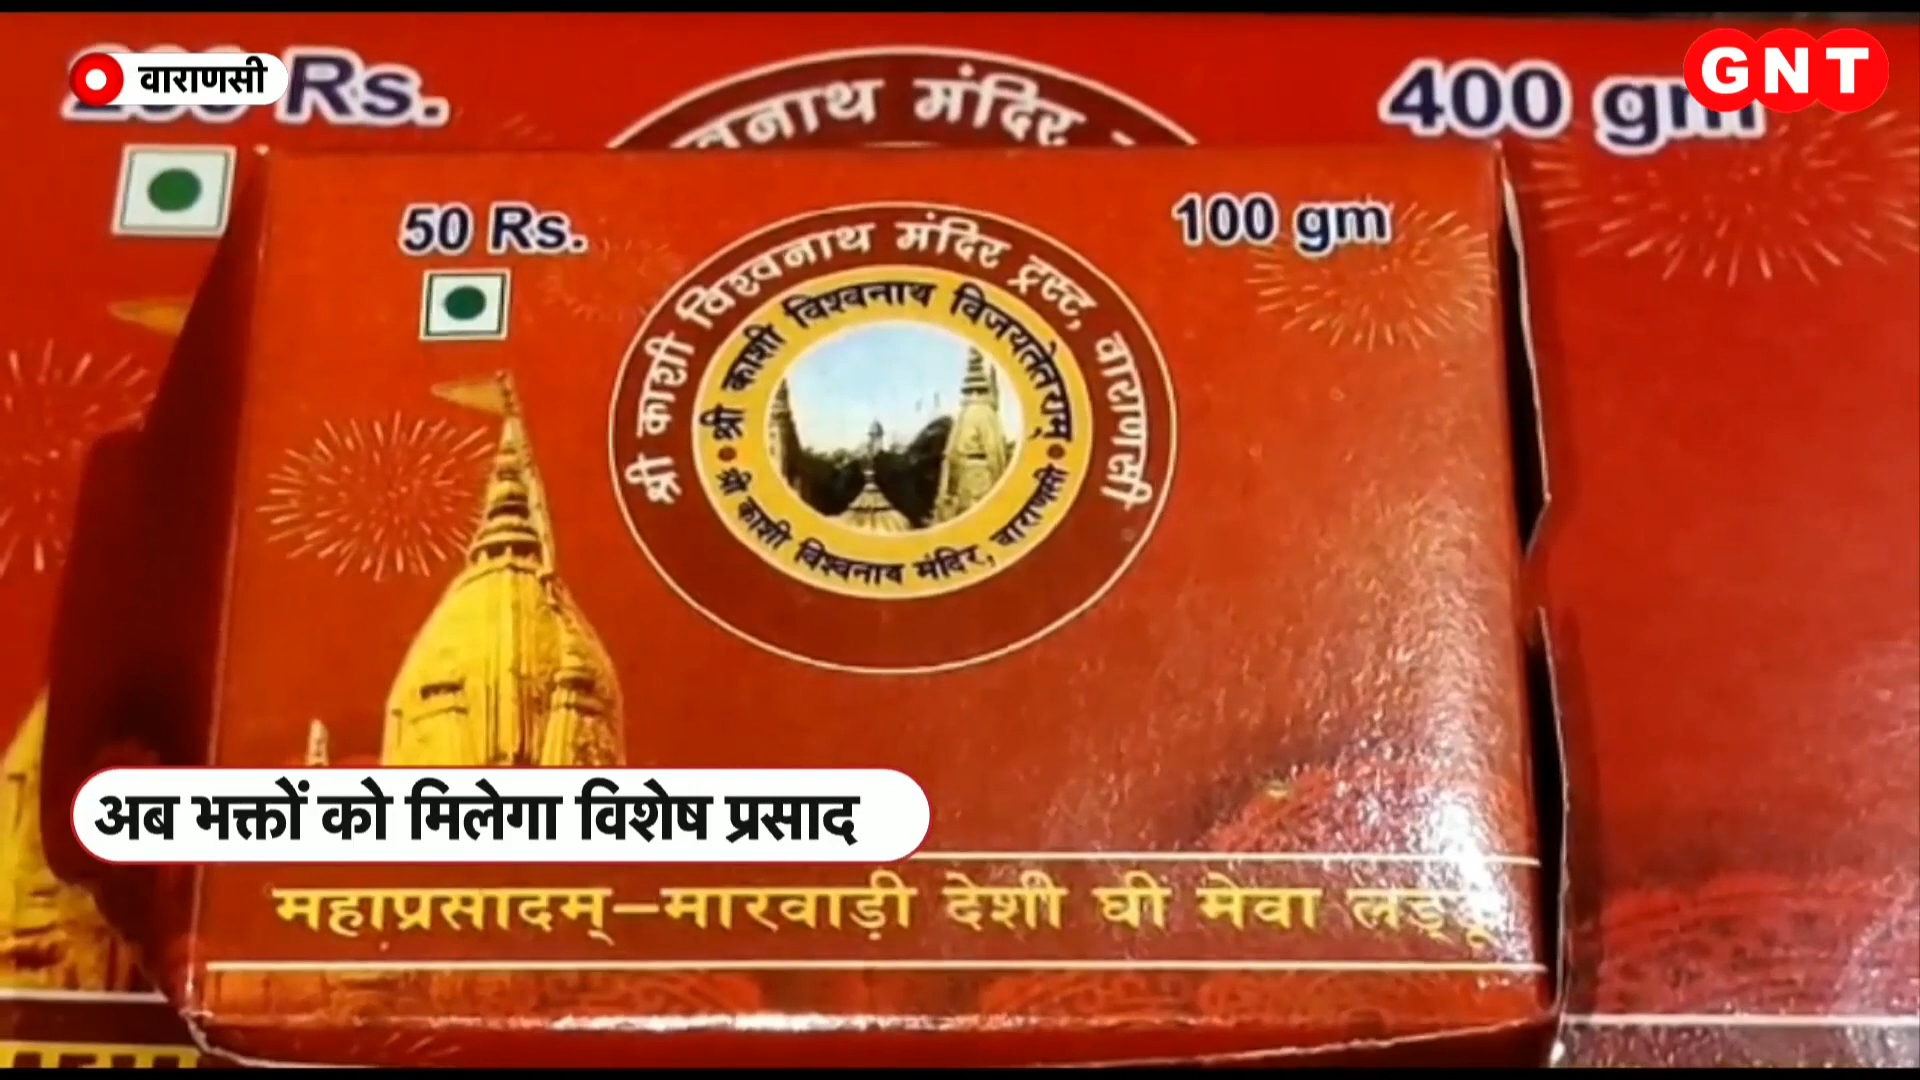 वाराणसी
Rs.
400 gm
GNT
मंदिर
50 Rs.
100 gm
श्री काशी विश्वनाथ मंदिर ट्रस्ट, वाराणसी
श्री काशी विश्वनाथ विजयतेतराम्
श्री काशी विश्वनाथ मंदिर, वाराणसी
अब भक्तों को मिलेगा विशेष प्रसाद
महाप्रसादम्–मारवाड़ी देशी घी मेवा लड्डू